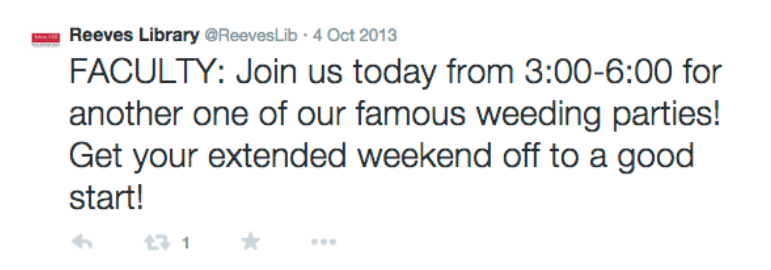 Reeves Library @ReevesLib · 4 Oct 2013
FACULTY: Join us today from 3:00-6:00 for
another one of our famous weeding parties!
Get your extended weekend off to a good
start!
1